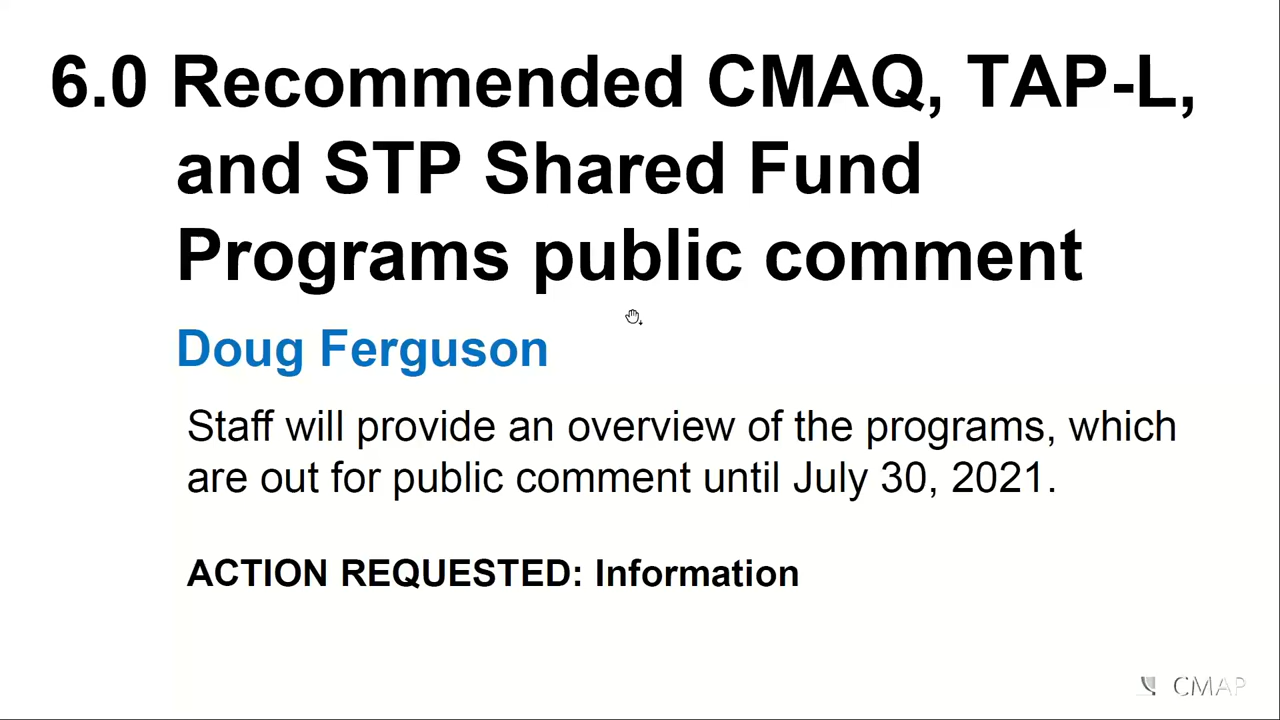 6.0 Recommended CMAQ, TAP-L,
and STP Shared Fund
Programs public comment
Doug Ferguson
Staff will provide an overview of the programs, which
are out for public comment until July 30, 2021.
ACTION REQUESTED: Information
CMAP